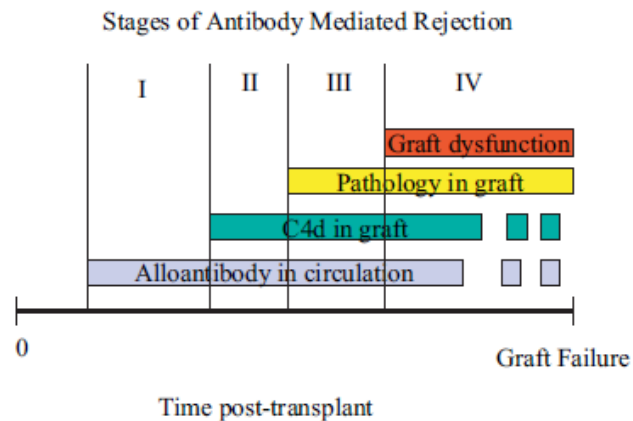 Stages of Antibody Mediated Rejection
I II III IV
Graft dysfunction
Pathology in graft
C4d in graft
Alloantibody in circulation
0
Graft Failure
Time post-transplant